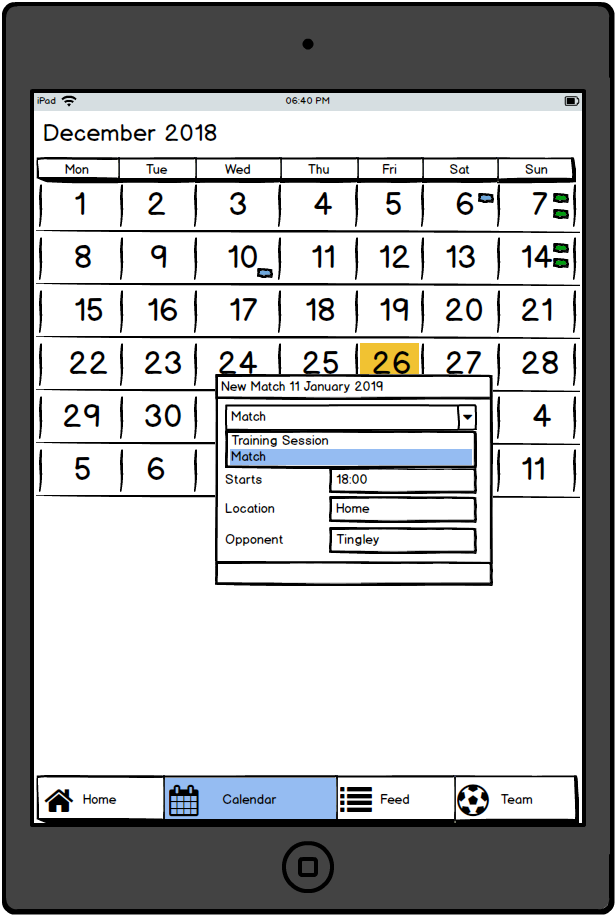 iPad 06:40 PM
December 2018
Mon Tue Wed Thu Fri Sat Sun
1 2 3 4 5 6 7
8 9 10 11 12 13 14
15 16 17 18 19 20 21
22 23 24 25 26 27 28
New Match 11 January 2019
29 30 4
Match
Training Session
Match
5 6 11
Starts 18:00
Location Home
Opponent Tingley
Home Calendar Feed Team